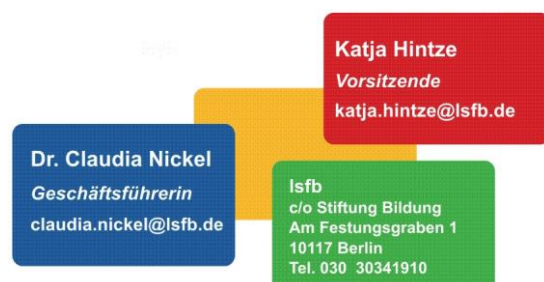 Katja Hintze
Vorsitzende
katja.hintze@lsfb.de
Dr. Claudia Nickel
Geschäftsführerin
claudia.nickel@lsfb.de
lsfb
c/o Stiftung Bildung
Am Festungsgraben 1
10117 Berlin
Tel. 030 30341910